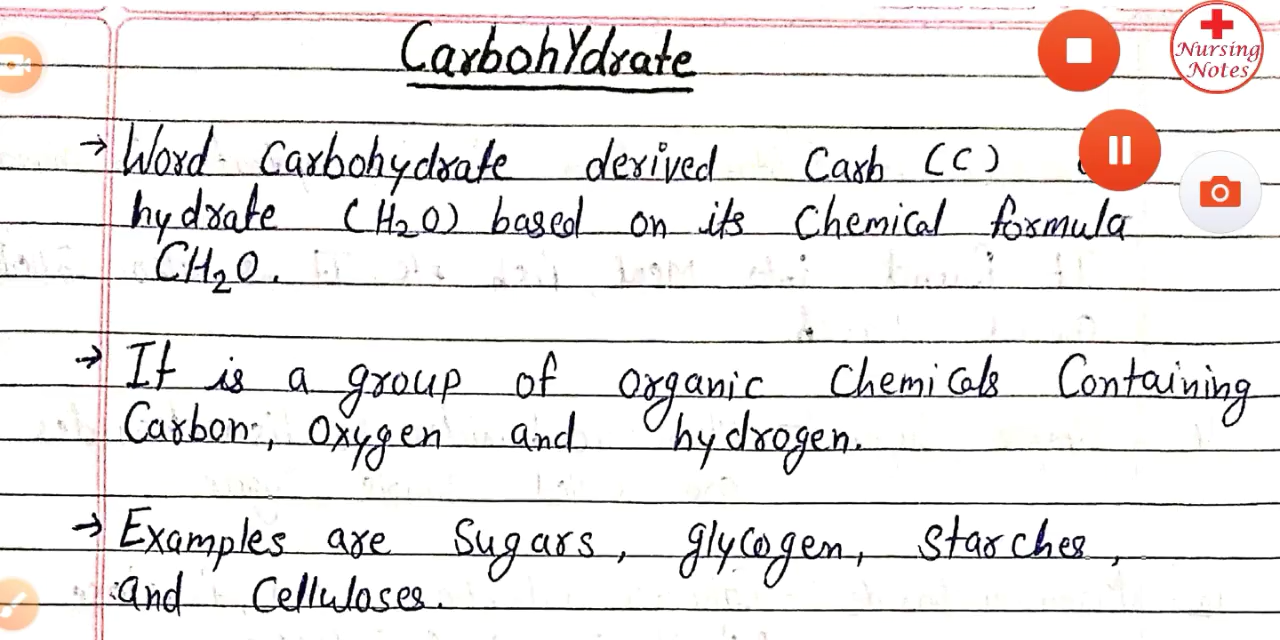 CarbohYdrate
Nursing
Notes
→ Word Carbohydrate derived Carb (C)
hydrate (H2O) based on its Chemical formula
CH2O.
→ It is a group of organic Chemicals Containing
Carbon, Oxygen and hydrogen.
→ Examples are Sugars, glycogen, Starches,
and Celluloses.